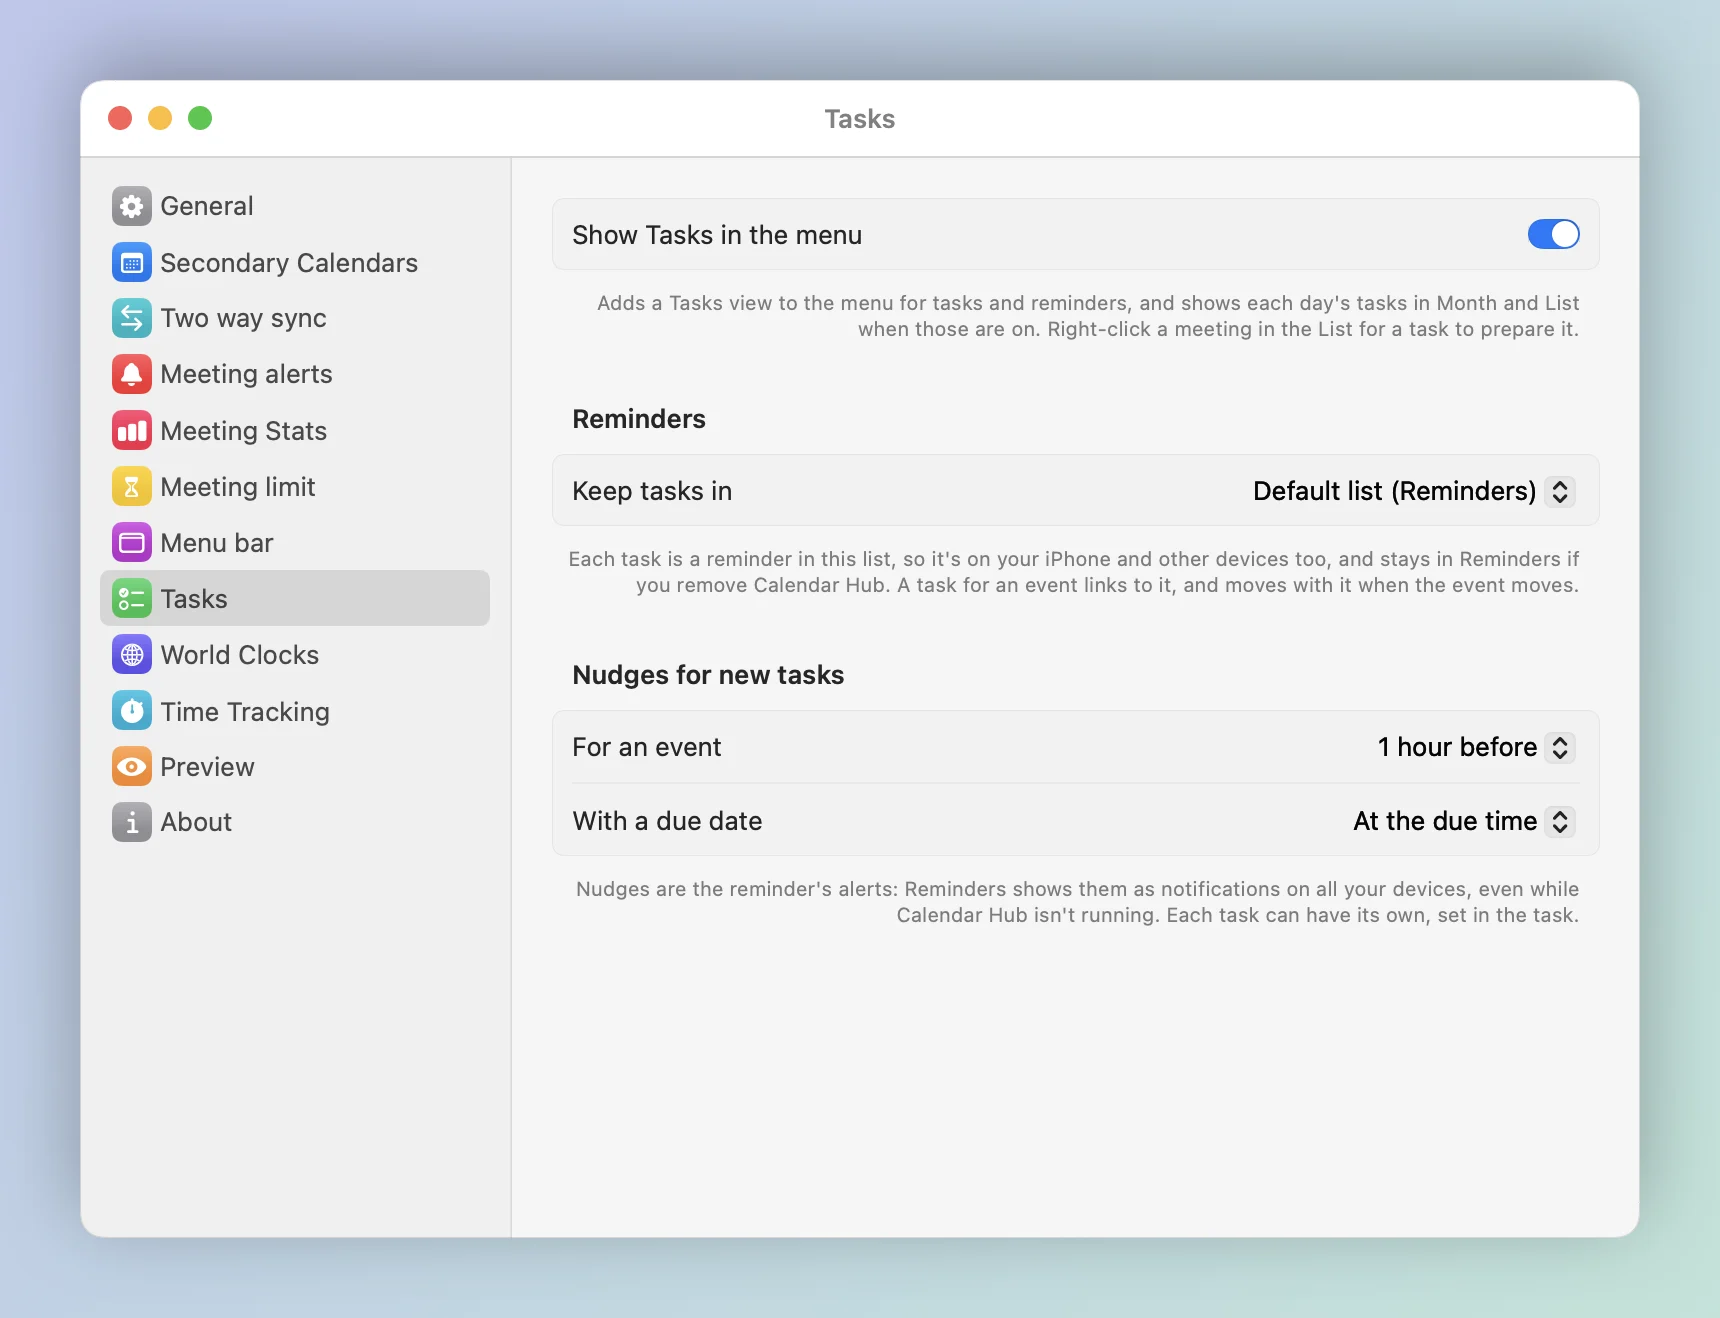 Tasks
General
Secondary Calendars
Two way sync
Meeting alerts
Meeting Stats
Meeting limit
Menu bar
Tasks
World Clocks
Time Tracking
Preview
About
Show Tasks in the menu
Adds a Tasks view to the menu for tasks and reminders, and shows each day's tasks in Month and List
when those are on. Right-click a meeting in the List for a task to prepare it.
Reminders
Keep tasks in Default list (Reminders)
Each task is a reminder in this list, so it's on your iPhone and other devices too, and stays in Reminders if
you remove Calendar Hub. A task for an event links to it, and moves with it when the event moves.
Nudges for new tasks
For an event 1 hour before
With a due date At the due time
Nudges are the reminder's alerts: Reminders shows them as notifications on all your devices, even while
Calendar Hub isn't running. Each task can have its own, set in the task.